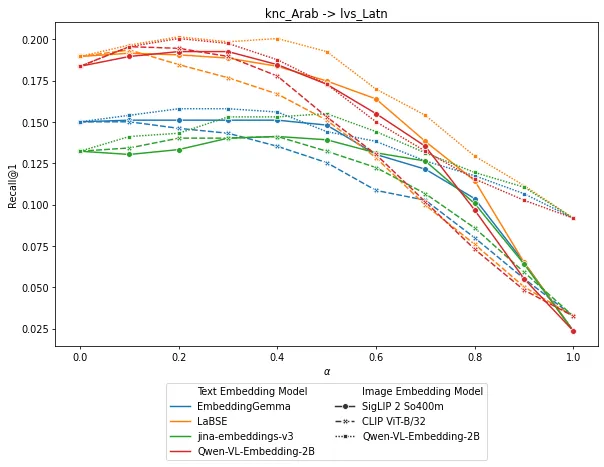 knc_Arab -> lvs_Latn
Recall@1
0.200
0.175
0.150
0.125
0.100
0.075
0.050
0.025
0.0 0.2 0.4 0.6 0.8 1.0
α
Text Embedding Model Image Embedding Model
EmbeddingGemma SigLIP 2 So400m
LaBSE CLIP ViT-B/32
jina-embeddings-v3 Qwen-VL-Embedding-2B
Qwen-VL-Embedding-2B